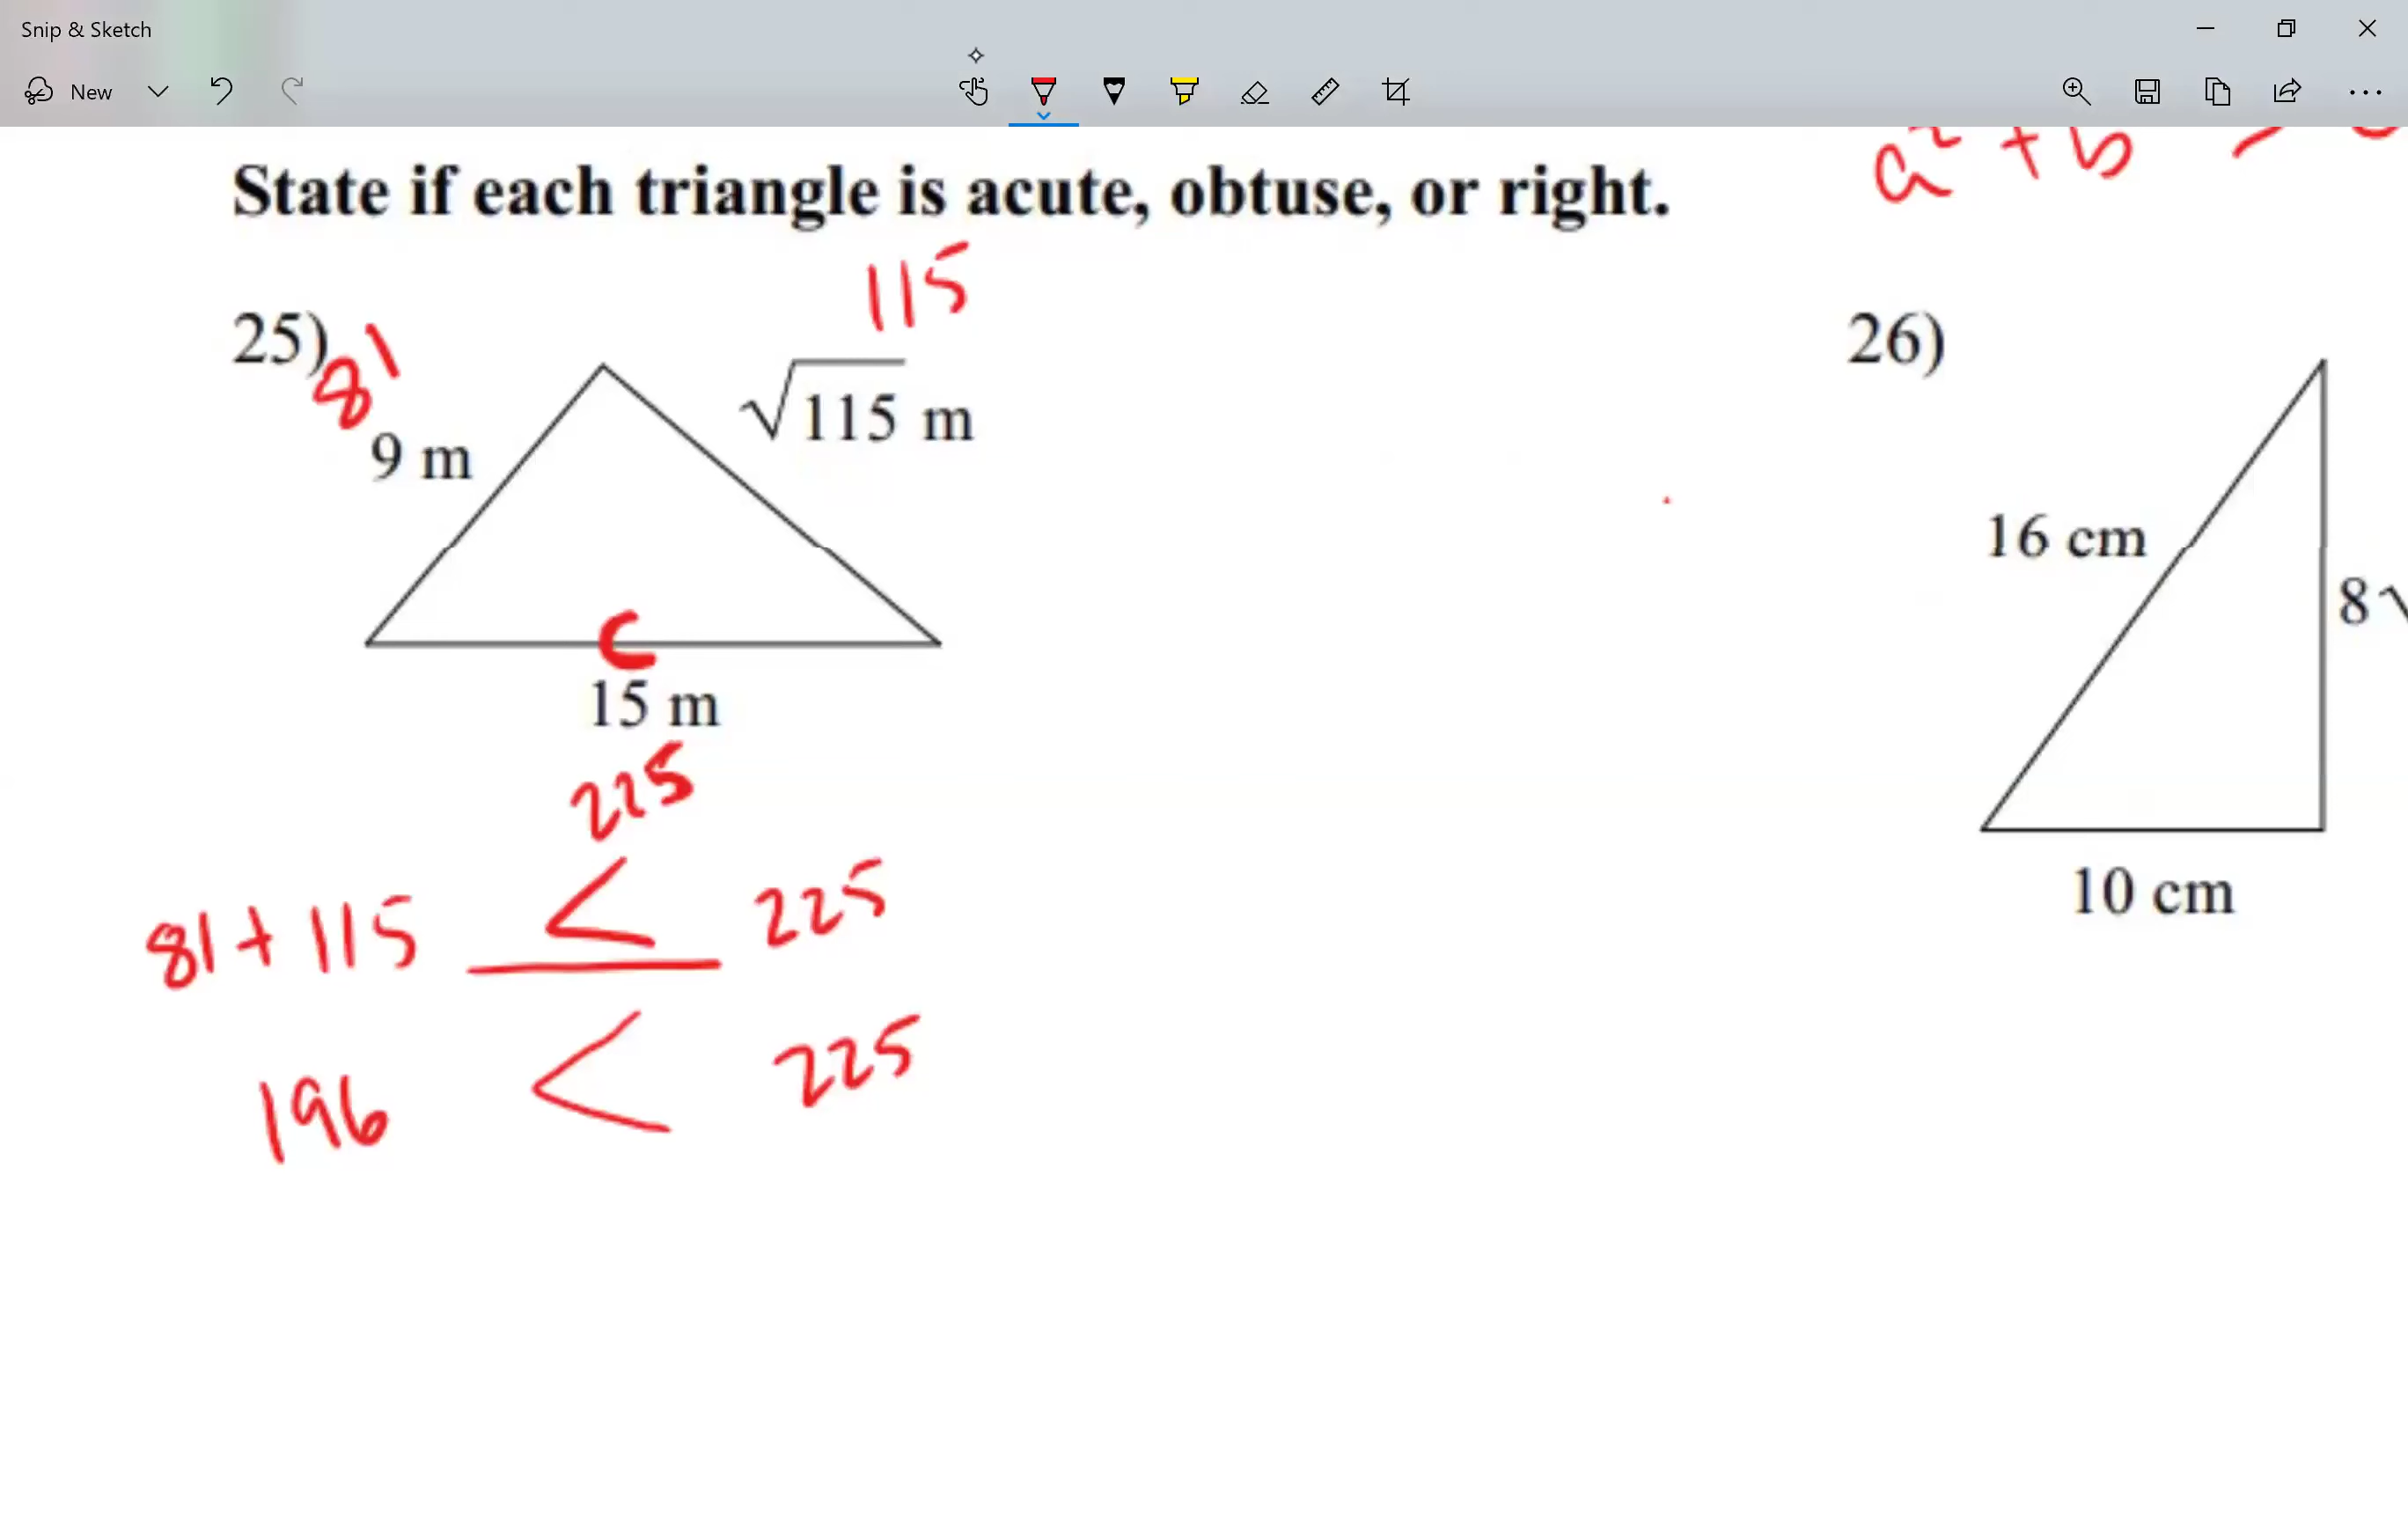 Snip & Sketch
New
a² + b
State if each triangle is acute, obtuse, or right.
115
25)
81
√115 m
9 m
C
15 m
225
81 + 115 < 225
196 < 225
26)
16 cm
8√
10 cm